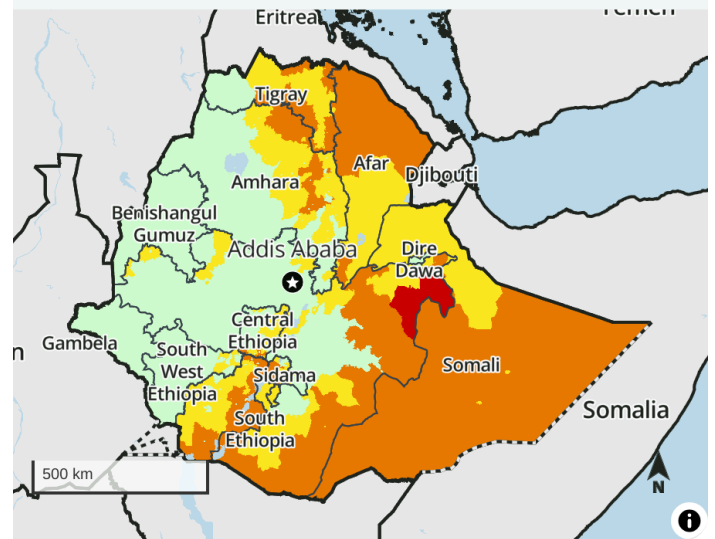 Eritrea
Yemen
Tigray
Afar
Djibouti
Amhara
Benishangul
Gumuz
Addis Ababa
Dire
Dawa
Central
Ethiopia
Gambela
South
West
Ethiopia
Sidama
Somali
South
Ethiopia
Somalia
500 km
N